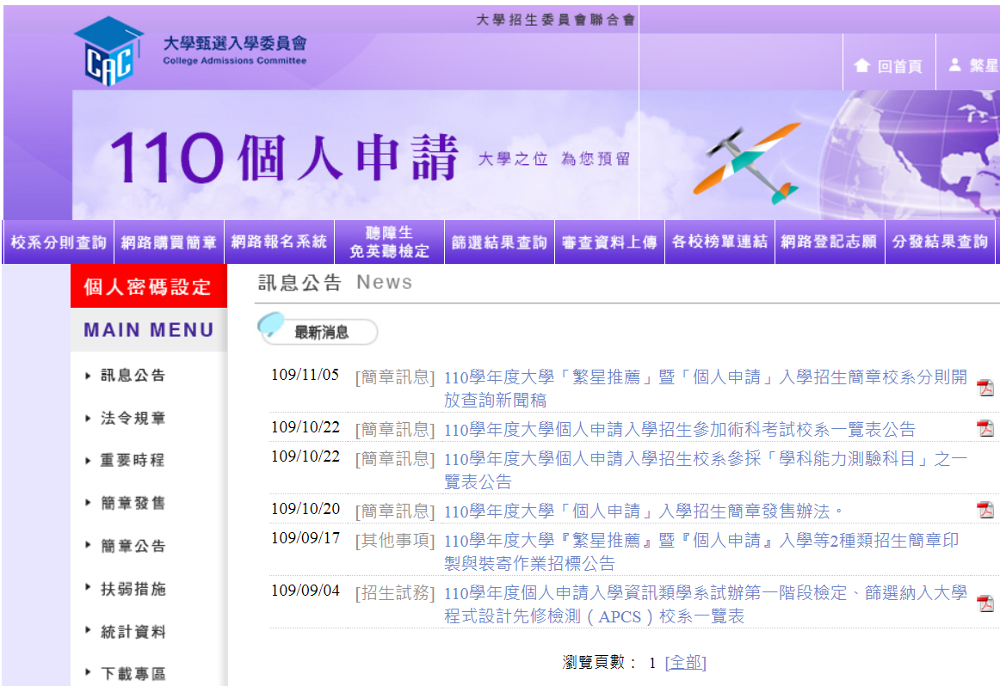 大學招生委員會聯合會
CAC
大學甄選入學委員會
College Admissions Committee
回首頁
繁星
110個人申請 大學之位 為您預留
校系分則查詢 網路購買簡章 網路報名系統 聽障生 篩選結果查詢 審查資料上傳 各校榜單連結 網路登記志願 分發結果查詢
免英聽檢定
個人密碼設定
MAIN MENU
訊息公告
法令規章
重要時程
簡章發售
簡章公告
扶弱措施
統計資料
下載專區
訊息公告 News
最新消息
109/11/05 [簡章訊息] 110學年度大學「繁星推薦」暨「個人申請」入學招生簡章校系分則開
放查詢新聞稿
109/10/22 [簡章訊息] 110學年度大學個人申請入學招生參加術科考試校系一覽表公告
109/10/22 [簡章訊息] 110學年度大學個人申請入學招生校系參採「學科能力測驗科目」之一
覽表公告
109/10/20 [簡章訊息] 110學年度大學「個人申請」入學招生簡章發售辦法。
109/09/17 [其他事項] 110學年度大學『繁星推薦』暨『個人申請』入學等2種類招生簡章印
製與裝寄作業招標公告
109/09/04 [招生試務] 110學年度個人申請入學資訊類學系試辦第一階段檢定、篩選納入大學
程式設計先修檢測（APCS）校系一覽表
瀏覽頁數： 1 [全部]